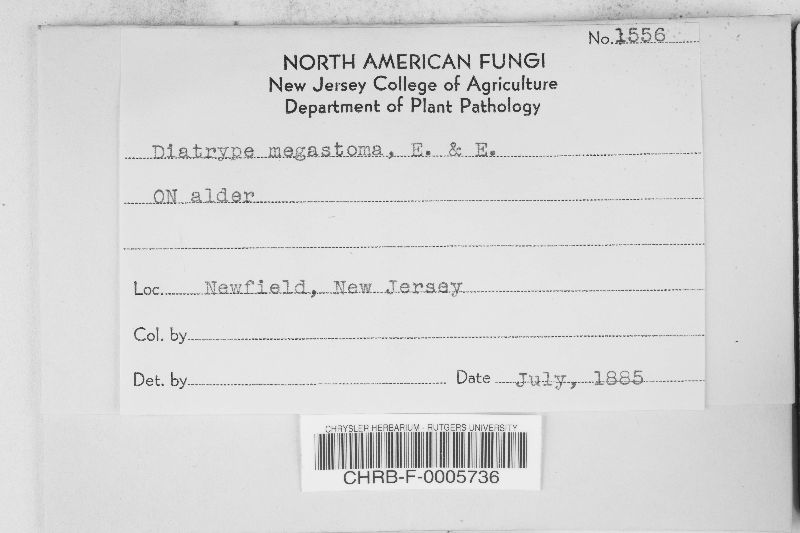 No. 1556
NORTH AMERICAN FUNGI
New Jersey College of Agriculture
Department of Plant Pathology
Diatrype megastoma, E. & E.
ON alder
Loc. Newfield, New Jersey
Col. by
Det. by Date July, 1885
CHRYSLER HERBARIUM - RUTGERS UNIVERSITY
CHRB-F-0005736